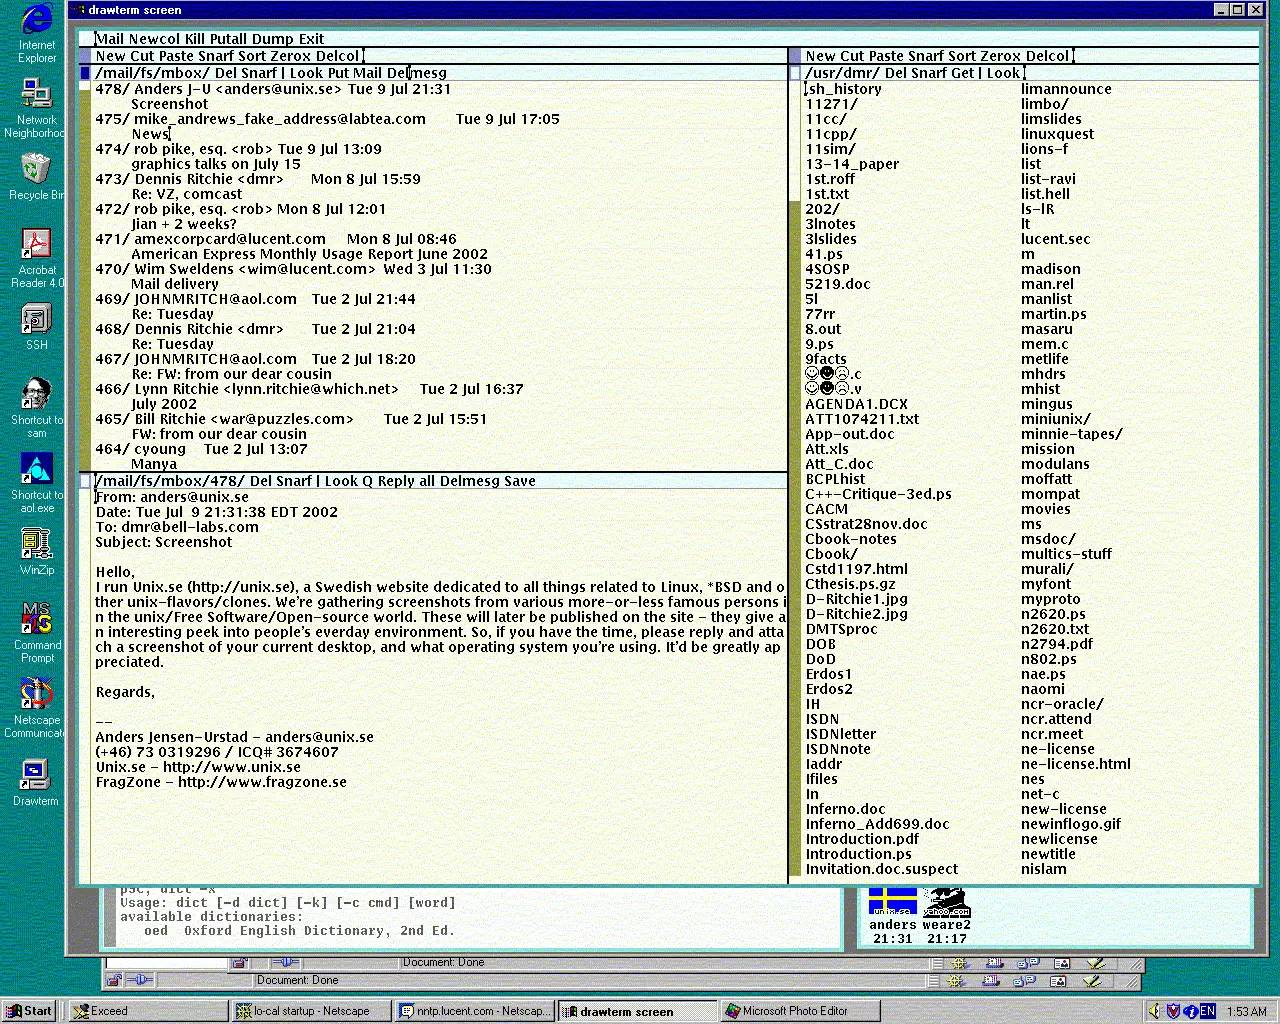 drawterm screen
Internet
Explorer
Network
Neighborhoo
Recycle Bin
Acrobat
Reader 4.0
SSH
Shortcut to
sam
Shortcut to
aol.exe
WinZip
MS
Command
Prompt
Netscape
Communicato
Drawterm
Mail Newcol Kill Putall Dump Exit
New Cut Paste Snarf Sort Zerox Delcol
/mail/fs/mbox/ Del Snarf | Look Put Mail Delmesg
478/ Anders J-U <anders@unix.se> Tue 9 Jul 21:31
Screenshot
475/ mike_andrews_fake_address@labtea.com Tue 9 Jul 17:05
News
474/ rob pike, esq. <rob> Tue 9 Jul 13:09
graphics talks on July 15
473/ Dennis Ritchie <dmr> Mon 8 Jul 15:59
Re: VZ, comcast
472/ rob pike, esq. <rob> Mon 8 Jul 12:01
Jian + 2 weeks?
471/ amexcorpcard@lucent.com Mon 8 Jul 08:46
American Express Monthly Usage Report June 2002
470/ Wim Sweldens <wim@lucent.com> Wed 3 Jul 11:30
Mail delivery
469/ JOHNMRITCH@aol.com Tue 2 Jul 21:44
Re: Tuesday
468/ Dennis Ritchie <dmr> Tue 2 Jul 21:04
Re: Tuesday
467/ JOHNMRITCH@aol.com Tue 2 Jul 18:20
Re: FW: from our dear cousin
466/ Lynn Ritchie <lynn.ritchie@which.net> Tue 2 Jul 16:37
July 2002
465/ Bill Ritchie <war@puzzles.com> Tue 2 Jul 15:51
FW: from our dear cousin
464/ cyoung Tue 2 Jul 13:07
Manya
/mail/fs/mbox/478/ Del Snarf | Look Q Reply all Delmesg Save
From: anders@unix.se
Date: Tue Jul 9 21:31:38 EDT 2002
To: dmr@bell-labs.com
Subject: Screenshot
Hello,
I run Unix.se (http://unix.se), a Swedish website dedicated to all things related to Linux, *BSD and o
ther unix-flavors/clones. We're gathering screenshots from various more-or-less famous persons i
n the unix/Free Software/Open-source world. These will later be published on the site - they give a
n interesting peek into people's everday environment. So, if you have the time, please reply and atta
ch a screenshot of your current desktop, and what operating system you're using. It'd be greatly ap
preciated.
Regards,
--
Anders Jensen-Urstad - anders@unix.se
(+46) 73 0319296 / ICQ# 3674607
Unix.se - http://www.unix.se
FragZone - http://www.fragzone.se
New Cut Paste Snarf Sort Zerox Delcol
/usr/dmr/ Del Snarf Get | Look
.sh_history limannounce
11271/ limbo/
11cc/ limslides
11cpp/ linuxquest
11sim/ lions-f
13-14_paper list
1st.roff list-ravi
1st.txt list.hell
202/ ls-lR
3lnotes lt
3lslides lucent.sec
41.ps m
4SOSP madison
5219.doc man.rel
5l manlist
77rr martin.ps
8.out masaru
9.ps mem.c
9facts metlife
☺☻☹.c mhdrs
☺☻☹.v mhist
AGENDA1.DCX mingus
ATT1074211.txt miniunix/
App-out.doc minnie-tapes/
Att.xls mission
Att_C.doc modulans
BCPLhist moffatt
C++-Critique-3ed.ps mompat
CACM movies
CSstrat28nov.doc ms
Cbook-notes msdoc/
Cbook/ multics-stuff
Cstd1197.html murali/
Cthesis.ps.gz myfont
D-Ritchie1.jpg myproto
D-Ritchie2.jpg n2620.ps
DMTSproc n2620.txt
DOB n2794.pdf
DoD n802.ps
Erdos1 nae.ps
Erdos2 naomi
IH ncr-oracle/
ISDN ncr.attend
ISDNletter ncr.meet
ISDNnote ne-license
Iaddr ne-license.html
Ifiles nes
In net-c
Inferno.doc new-license
Inferno_Add699.doc newinflogo.gif
Introduction.pdf newlicense
Introduction.ps newtitle
Invitation.doc.suspect nislam
Usage: dict [-d dict] [-k] [-c cmd] [word]
available dictionaries:
oed Oxford English Dictionary, 2nd Ed.
unix.se yahoo.com
anders weare2
21:31 21:17
Document: Done
Document: Done
Start
Exceed
lo-cal startup - Netscape
nntp.lucent.com - Netscap...
drawterm screen
Microsoft Photo Editor
EN
1:53 AM